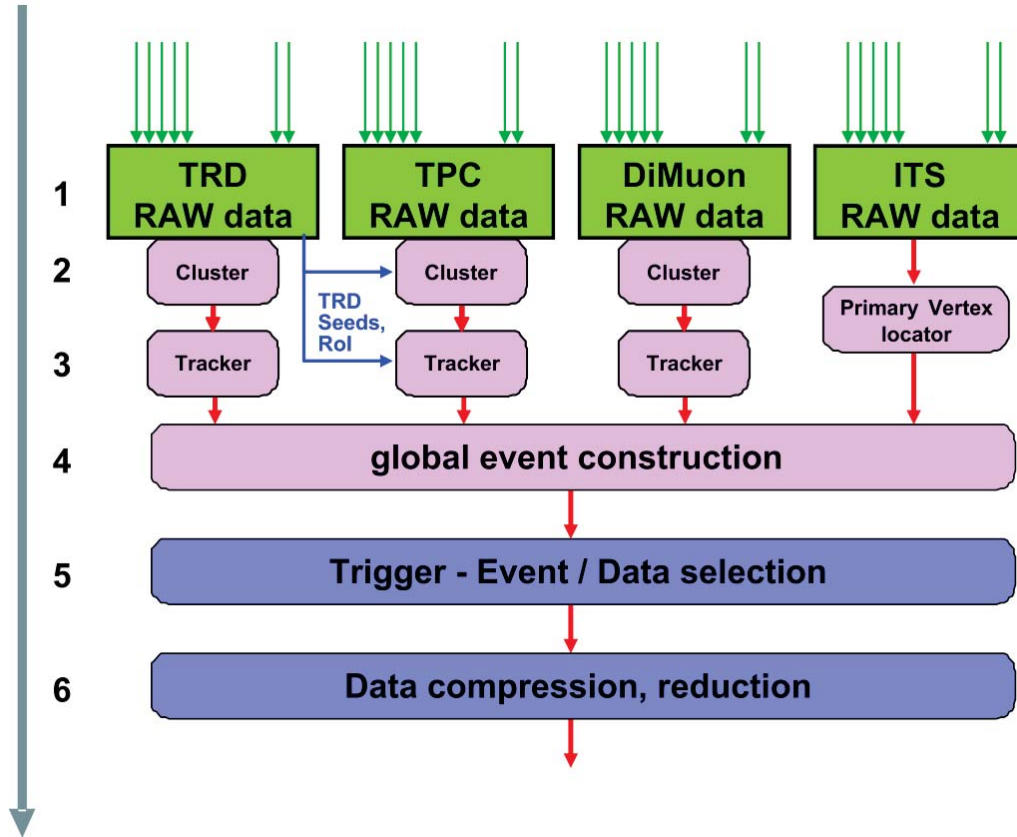 1
TRD
RAW data
TPC
RAW data
DiMuon
RAW data
ITS
RAW data
2
Cluster
Cluster
Cluster
TRD
Seeds,
RoI
Primary Vertex
locator
3
Tracker
Tracker
Tracker
4
global event construction
5
Trigger - Event / Data selection
6
Data compression, reduction